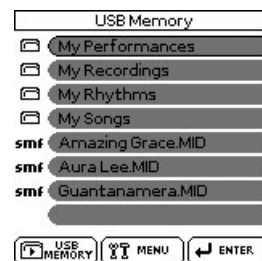 USB Memory
My Performances
My Recordings
My Rhythms
My Songs
smf Amazing Grace.MID
smf Aura Lee.MID
smf Guantanamera.MID
USB MEMORY MENU ENTER